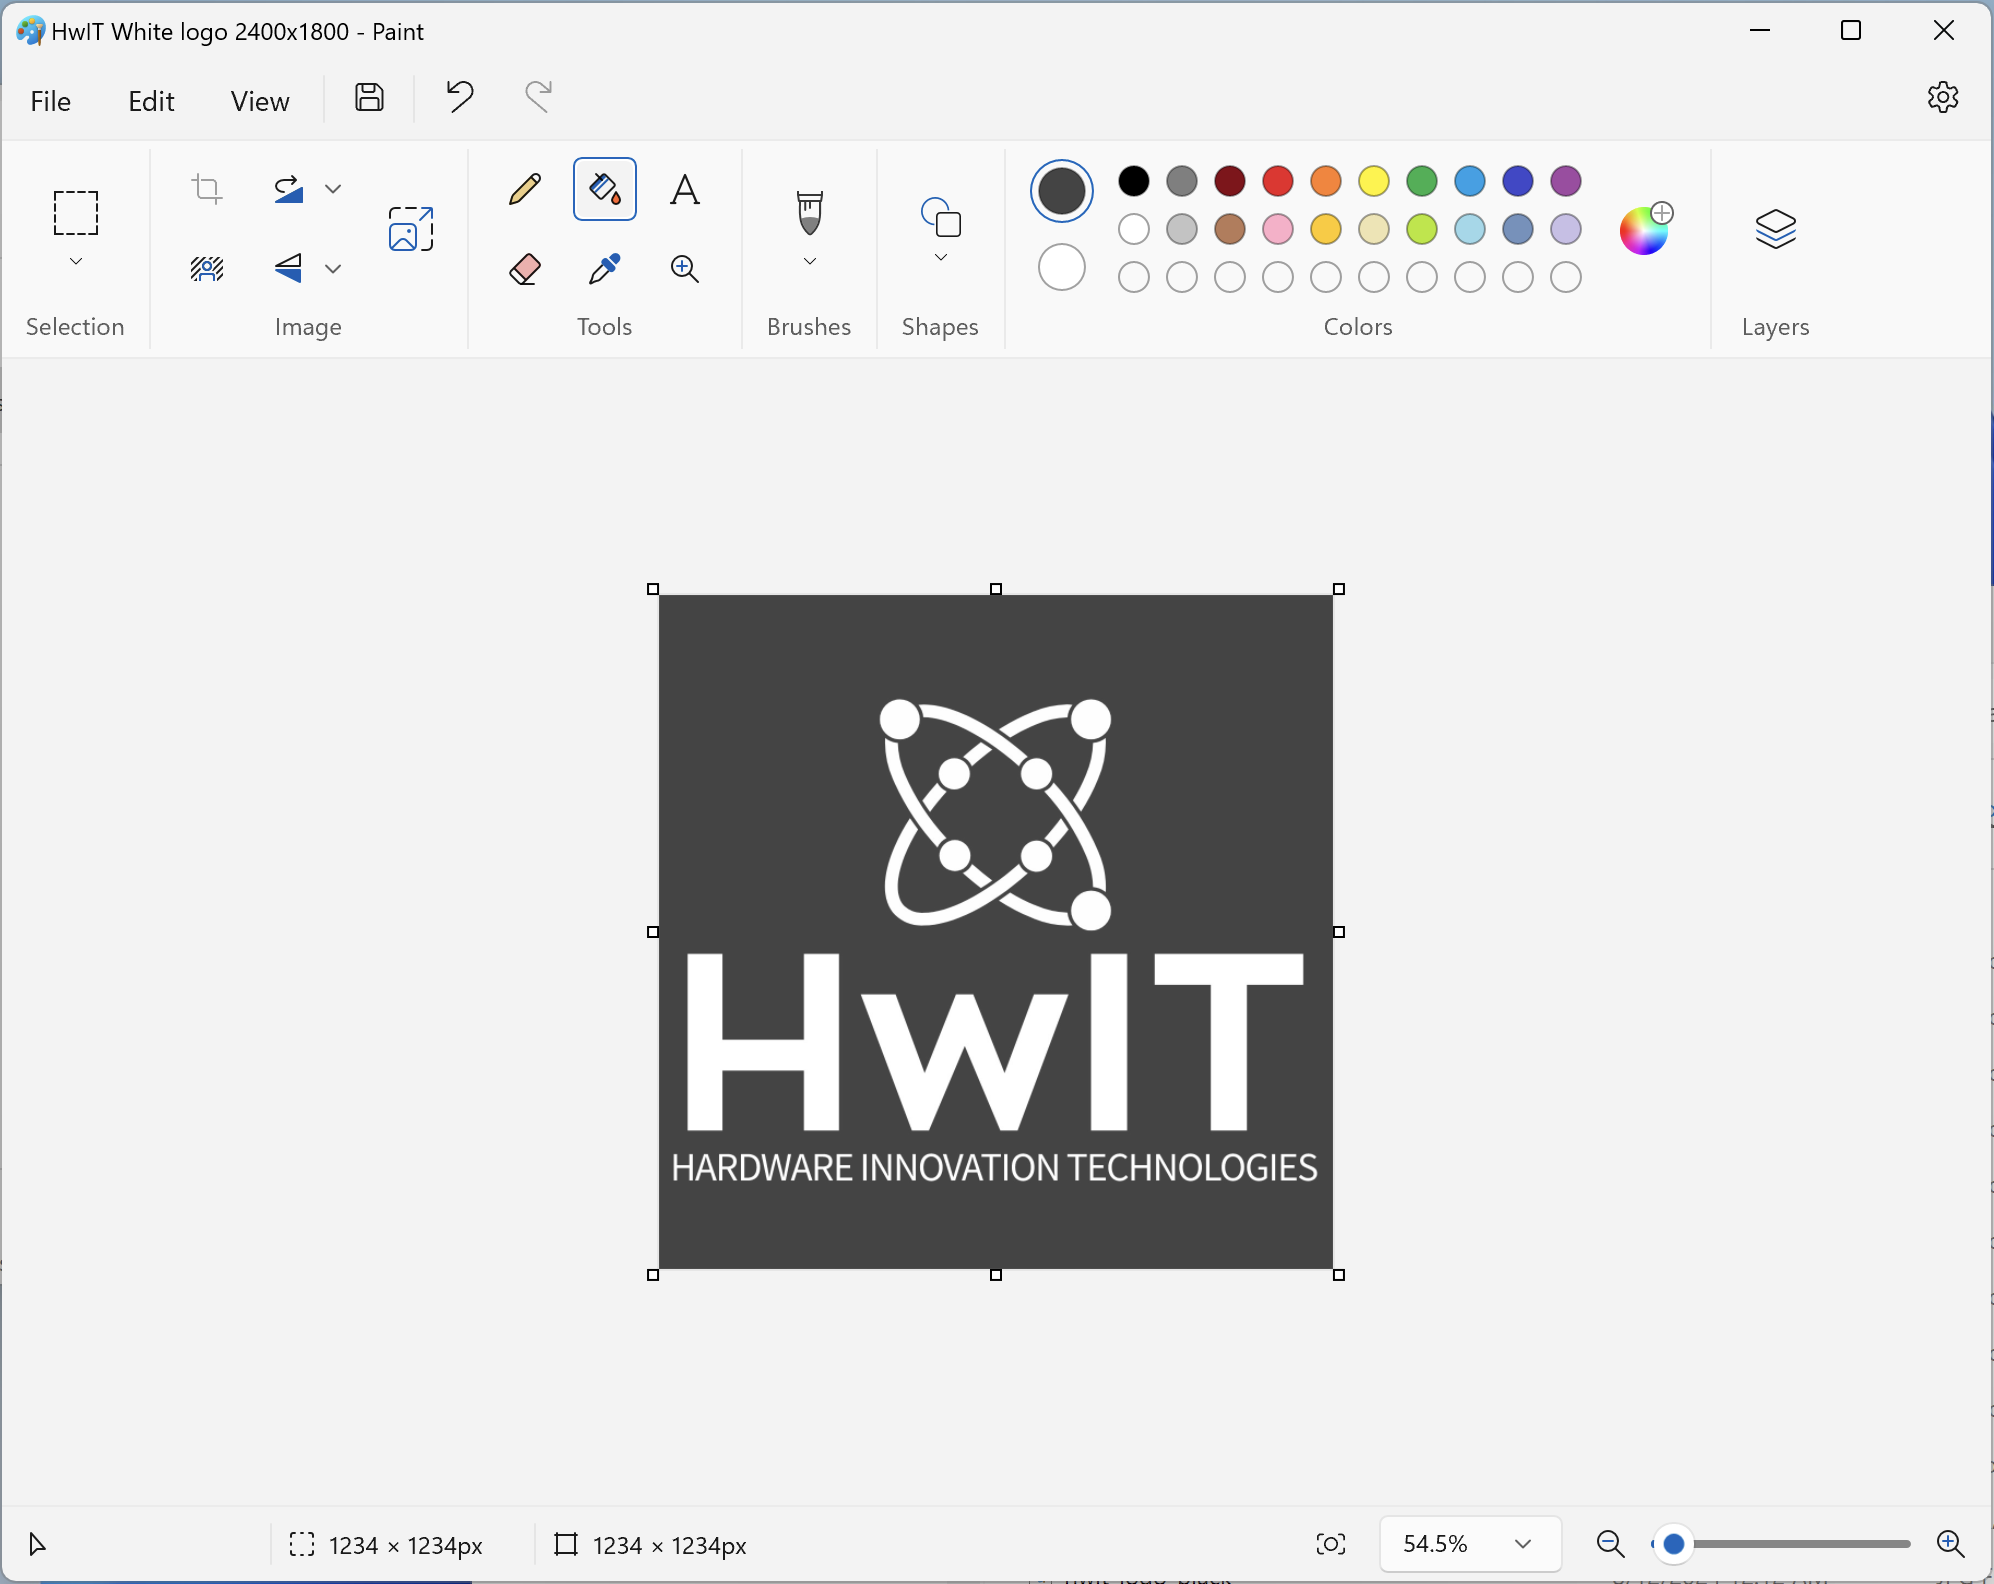 HwIT White logo 2400x1800 - Paint
File Edit View
Selection Image Tools Brushes Shapes Colors Layers
HwIT
HARDWARE INNOVATION TECHNOLOGIES
1234 × 1234px 1234 × 1234px 54.5%